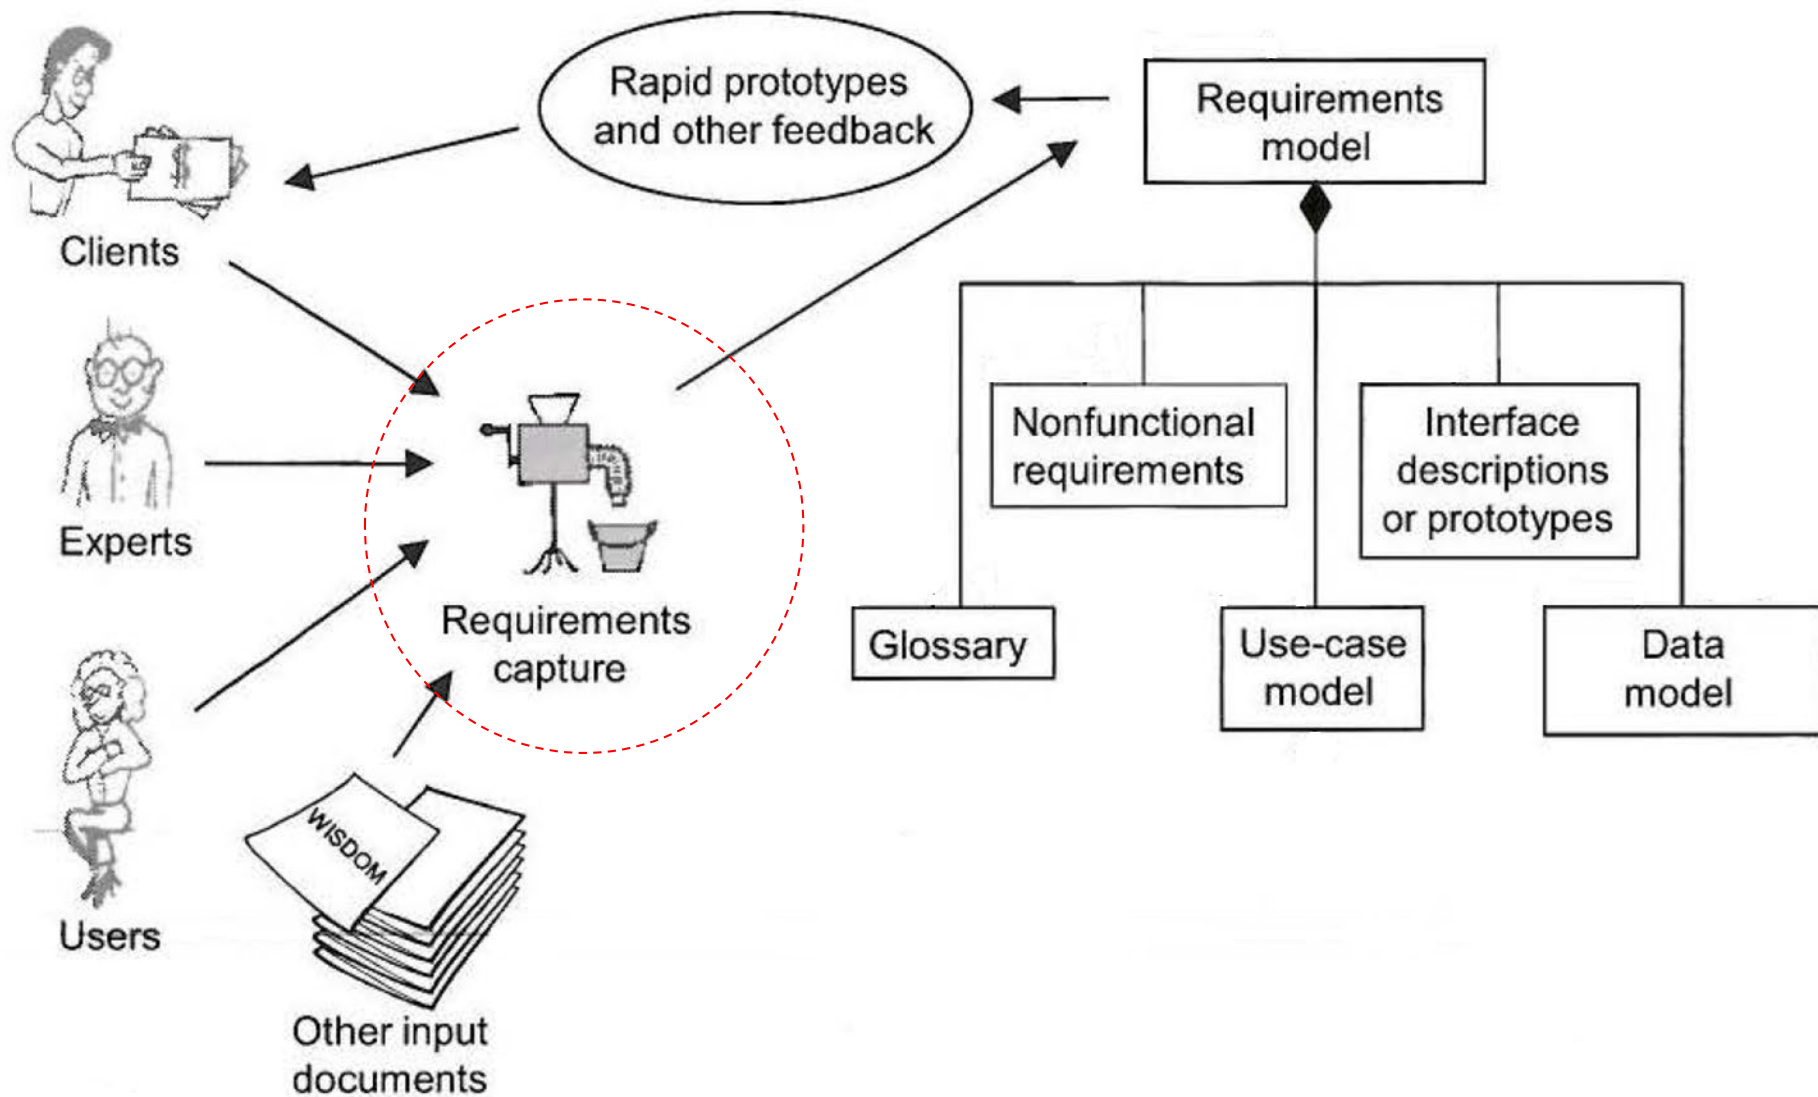 Rapid prototypes
and other feedback
Requirements
model
Clients
Nonfunctional
requirements
Interface
descriptions
or prototypes
Experts
Requirements
capture
Glossary
Use-case
model
Data
model
WISDOM
Users
Other input
documents